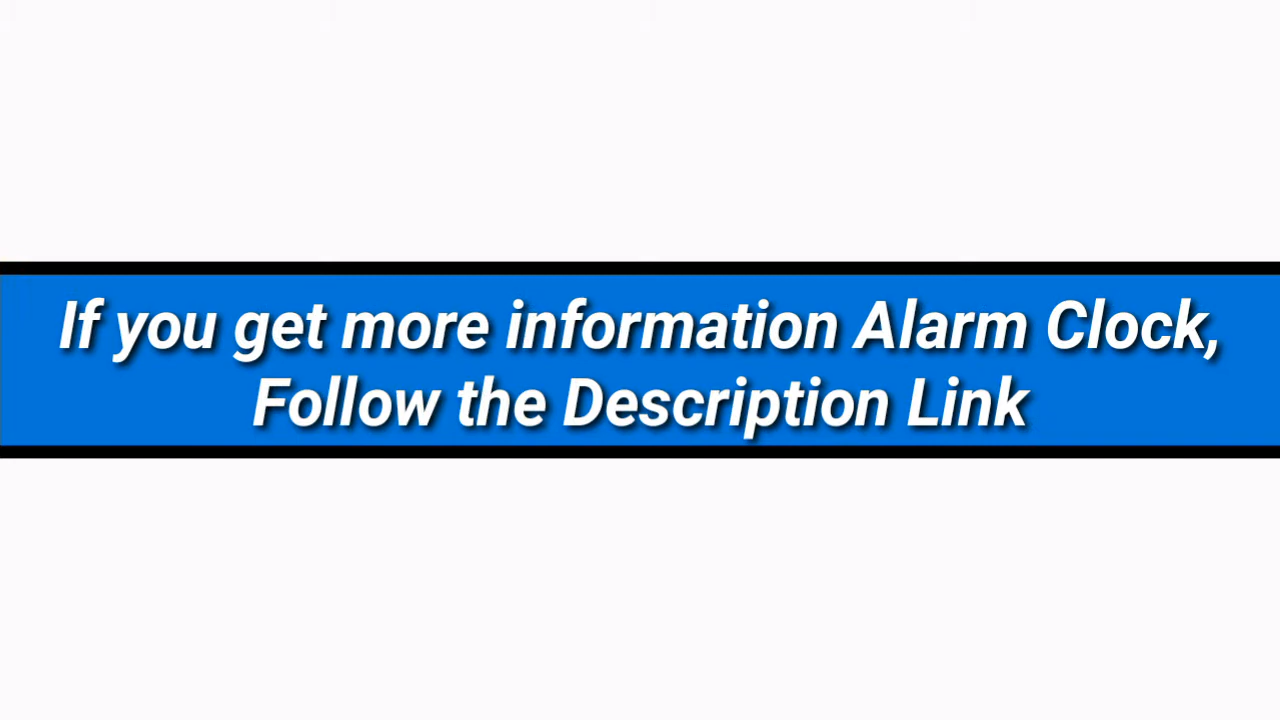 If you get more information Alarm Clock,
Follow the Description Link